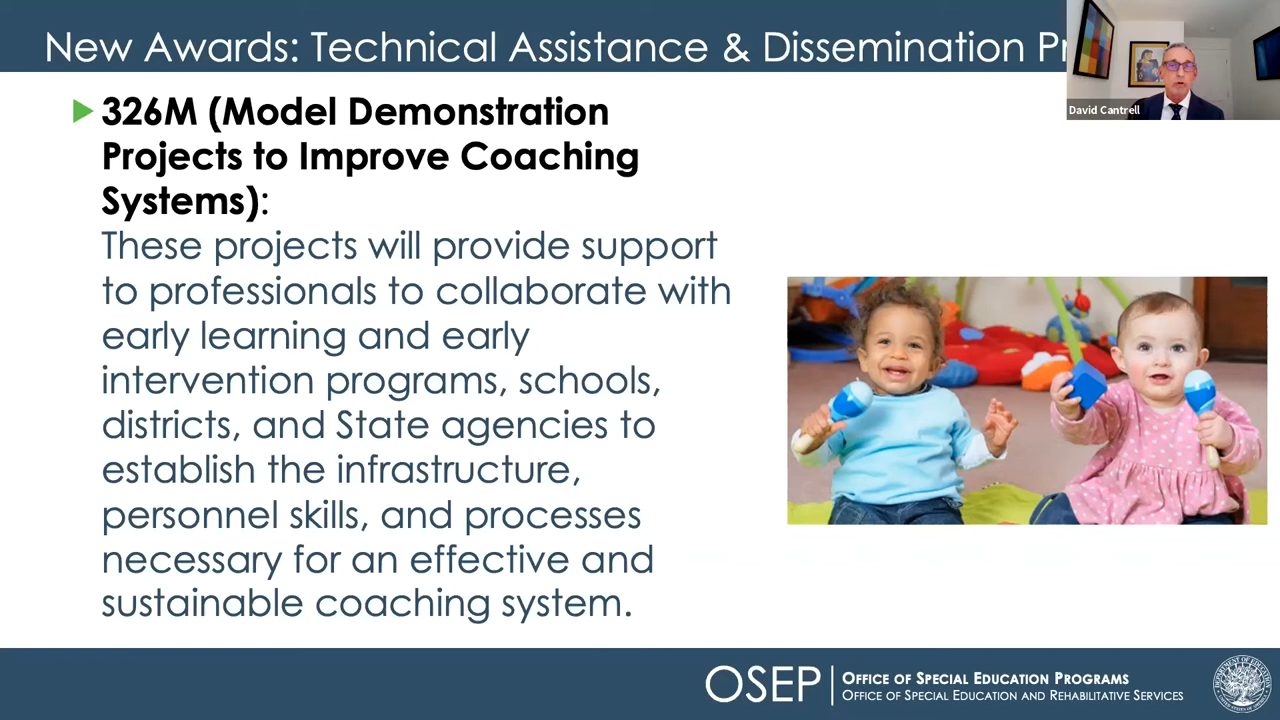 New Awards: Technical Assistance & Dissemination
David Cantrell
326M (Model Demonstration
Projects to Improve Coaching
Systems):
These projects will provide support
to professionals to collaborate with
early learning and early
intervention programs, schools,
districts, and State agencies to
establish the infrastructure,
personnel skills, and processes
necessary for an effective and
sustainable coaching system.
OSEP
OFFICE OF SPECIAL EDUCATION PROGRAMS
OFFICE OF SPECIAL EDUCATION AND REHABILITATIVE SERVICES